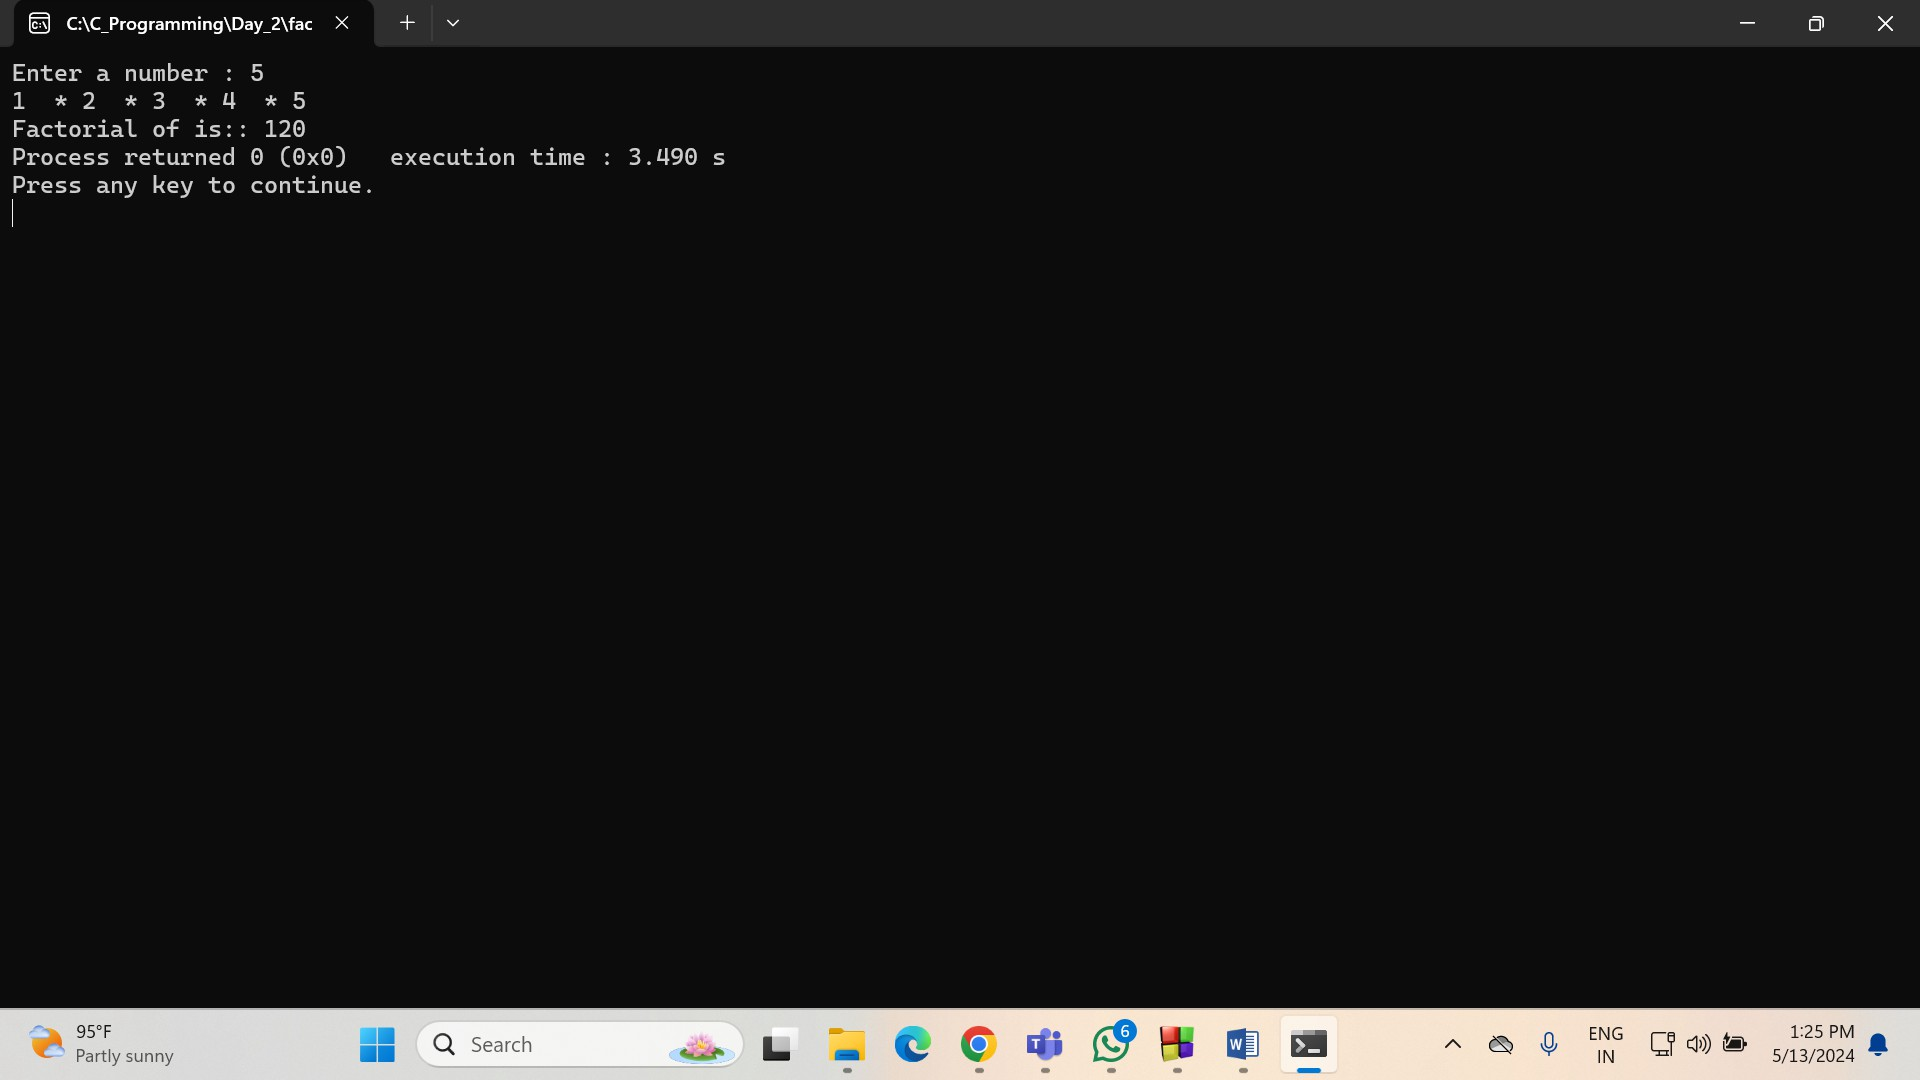 C:\C_Programming\Day_2\fac
Enter a number : 5
1  * 2  * 3  * 4  * 5
Factorial of is:: 120
Process returned 0 (0x0)   execution time : 3.490 s
Press any key to continue.
95°F
Partly sunny
Search
6
ENG
IN
1:25 PM
5/13/2024